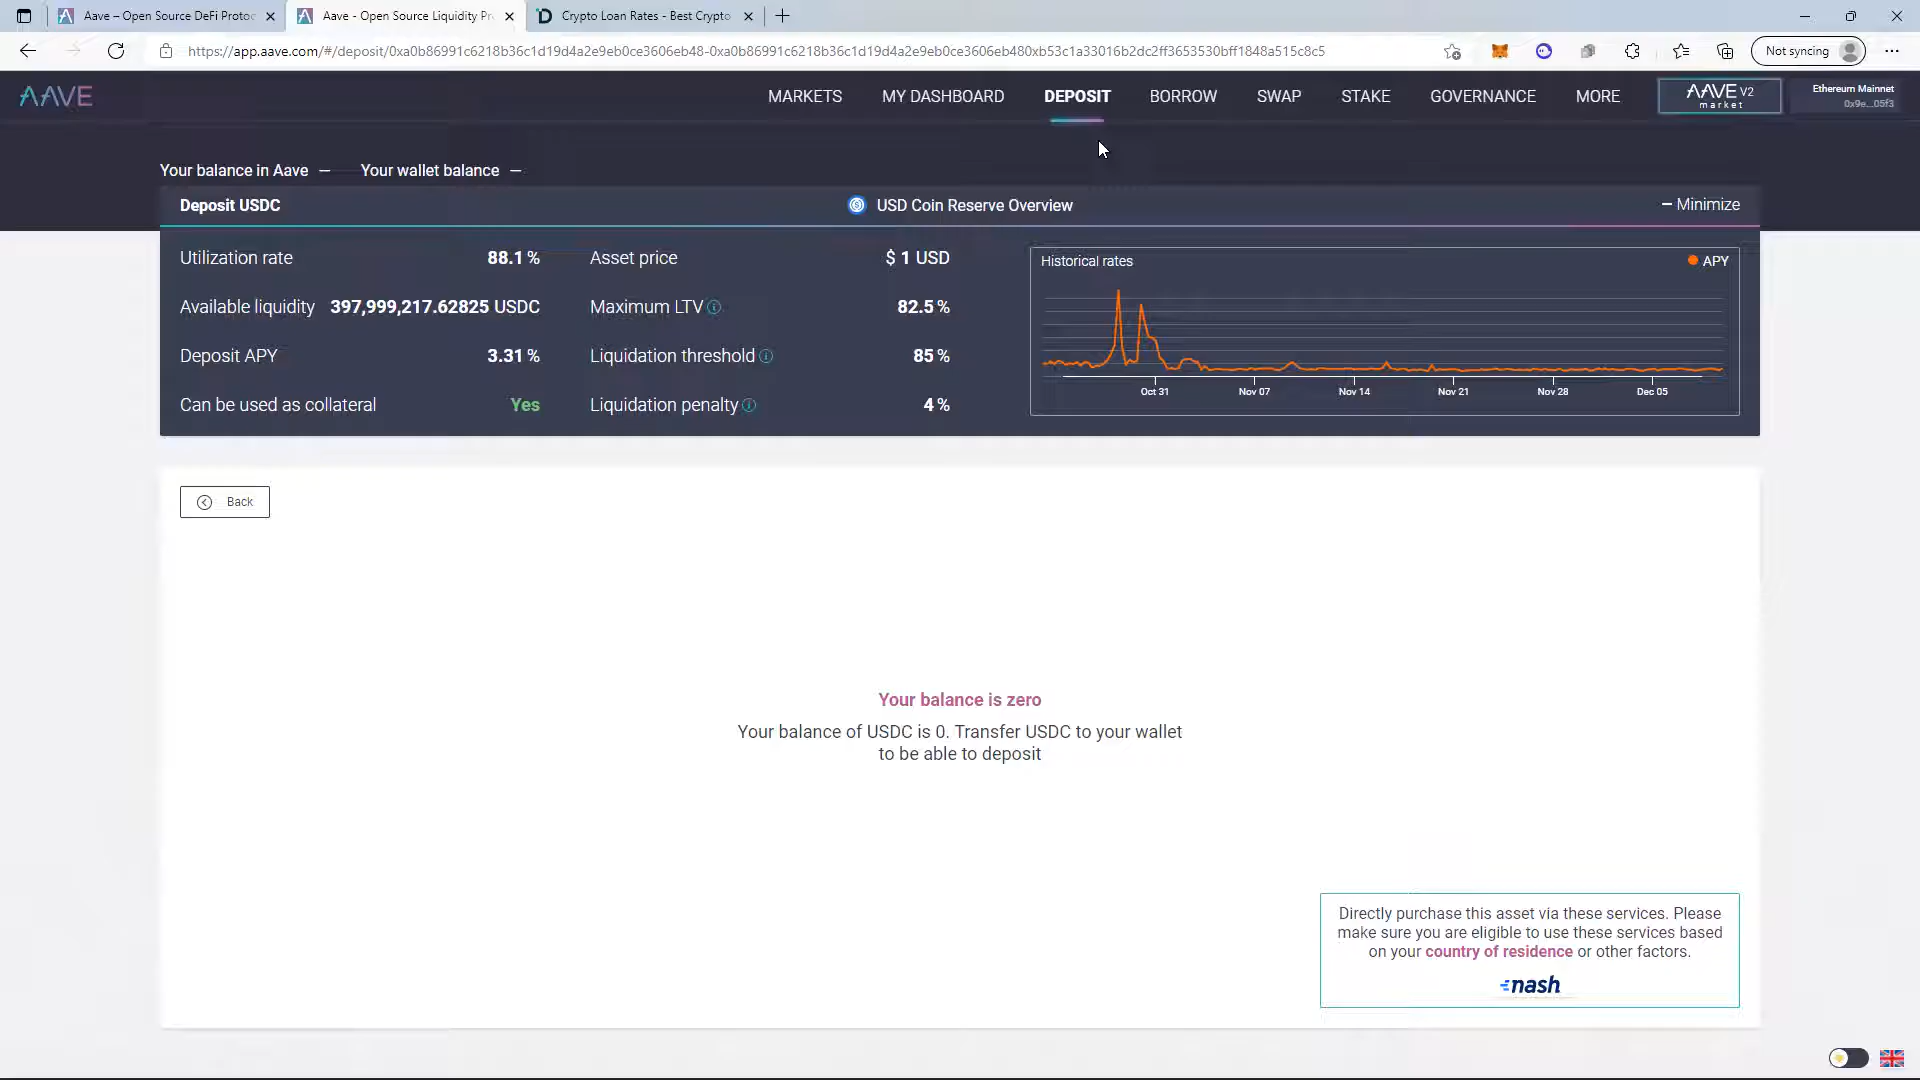 Aave – Open Source DeFi Protoc
Aave - Open Source Liquidity Pr
Crypto Loan Rates - Best Crypto
https://app.aave.com/#/deposit/0xa0b86991c6218b36c1d19d4a2e9eb0ce3606eb48-0xa0b86991c6218b36c1d19d4a2e9eb0ce3606eb480xb53c1a33016b2dc2ff3653530bff1848a515c8c5
Not syncing
AAVE
MARKETS
MY DASHBOARD
DEPOSIT
BORROW
SWAP
STAKE
GOVERNANCE
MORE
AAVE V2
market
Ethereum Mainnet
0x9e...05f3
Your balance in Aave –
Your wallet balance –
Deposit USDC
USD Coin Reserve Overview
– Minimize
Utilization rate 88.1 %
Asset price $ 1 USD
Available liquidity 397,999,217.62825 USDC
Maximum LTV 82.5 %
Deposit APY 3.31 %
Liquidation threshold 85 %
Can be used as collateral Yes
Liquidation penalty 4 %
Historical rates
APY
Oct 31 Nov 07 Nov 14 Nov 21 Nov 28 Dec 05
Back
Your balance is zero
Your balance of USDC is 0. Transfer USDC to your wallet
to be able to deposit
Directly purchase this asset via these services. Please
make sure you are eligible to use these services based
on your country of residence or other factors.
nash